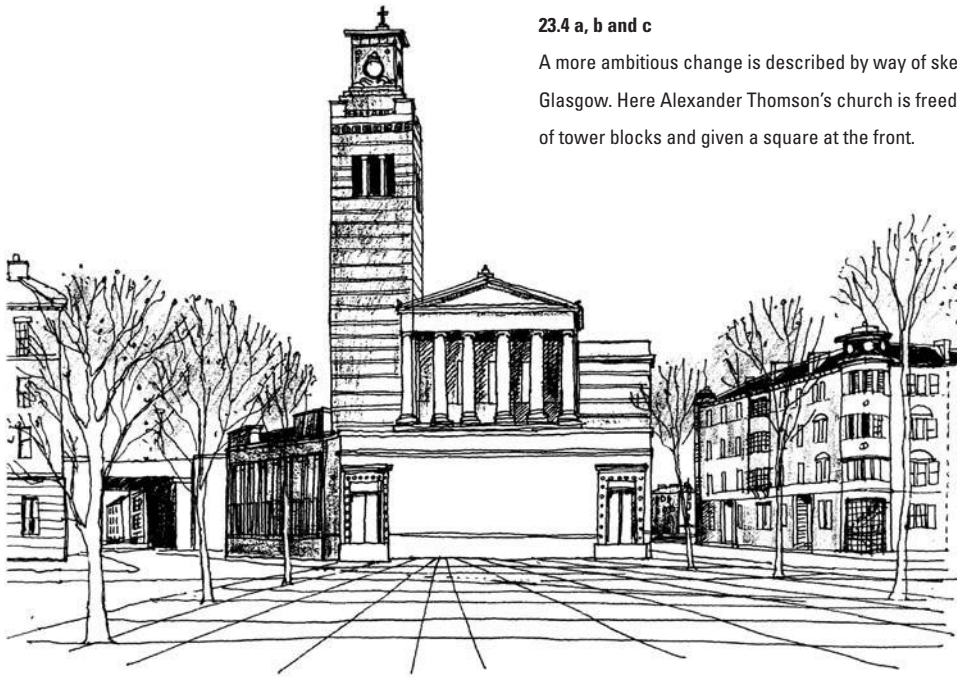 23.4 a, b and c
A more ambitious change is described by way of ske
Glasgow. Here Alexander Thomson's church is freed
of tower blocks and given a square at the front.